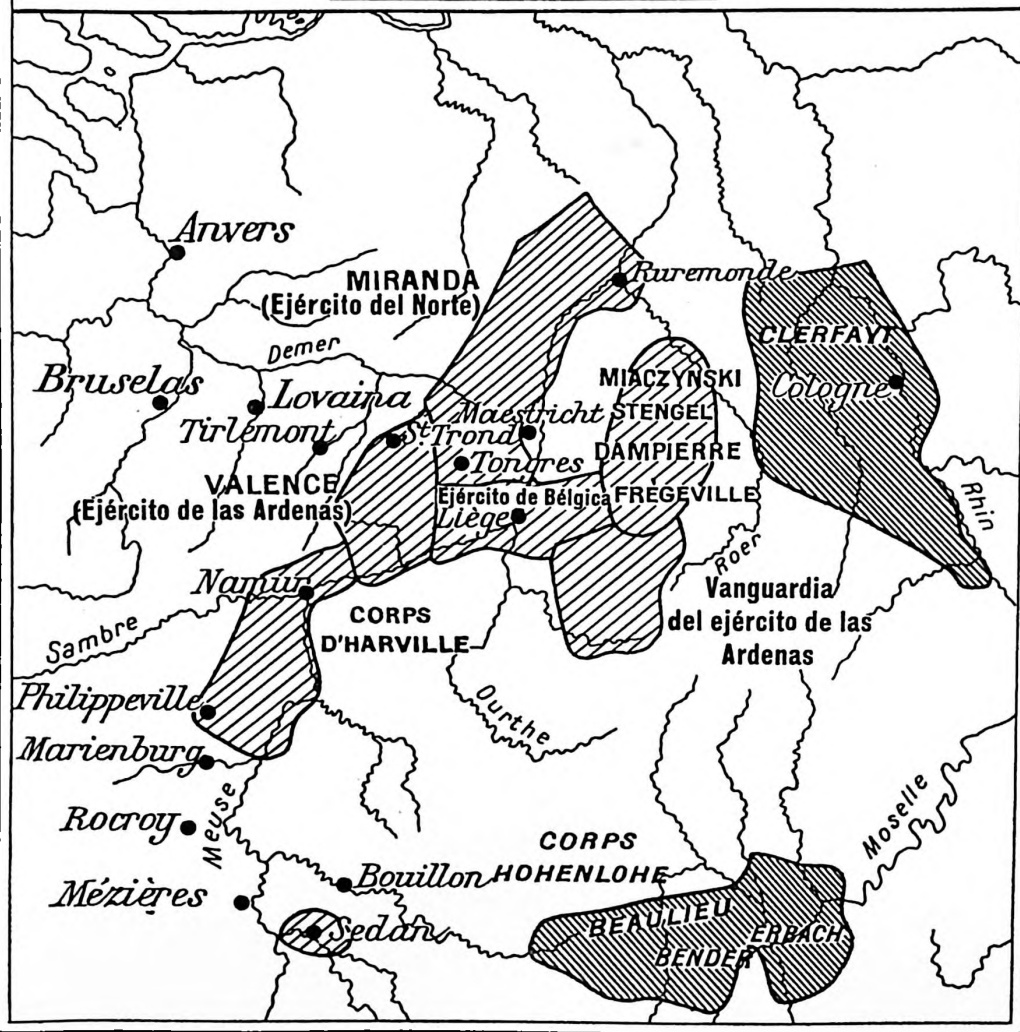 Anvers
MIRANDA
(Ejército del Norte)
Ruremonde
CLERFAYT
Cologne
Demer
Bruselas
Lovaina
Tirlemont
St. Trond
Maestricht
Tongres
MIACZYNSKI
STENGEL
DAMPIERRE
FREGEVILLE
VALENCE
(Ejército de las Ardenas)
Ejército de Bélgica
Liège
Rhin
Roer
Namur
CORPS
D'HARVILLE
Vanguardia
del ejército de las
Ardenas
Sambre
Philippeville
Ourthe
Marienburg
Meuse
Rocroy
Moselle
CORPS
HOHENLOHE
Bouillon
Mézières
Sedan
BEAULIEU
BENDER
ERBACH